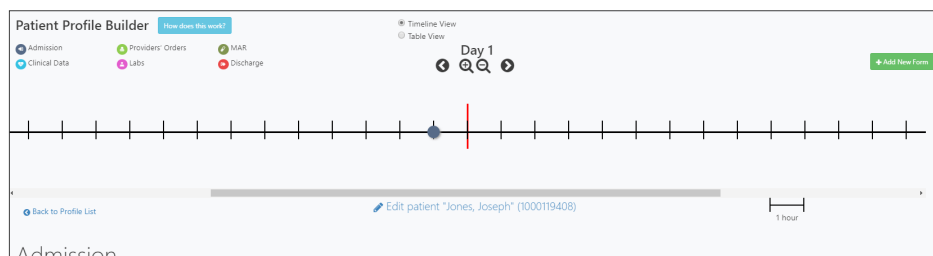 Patient Profile Builder How does this work?
Timeline View
Table View
Admission Providers' Orders MAR
Clinical Data Labs Discharge
Day 1
+ Add New Form
Back to Profile List
Edit patient "Jones, Joseph" (1000119408)
1 hour
Admission